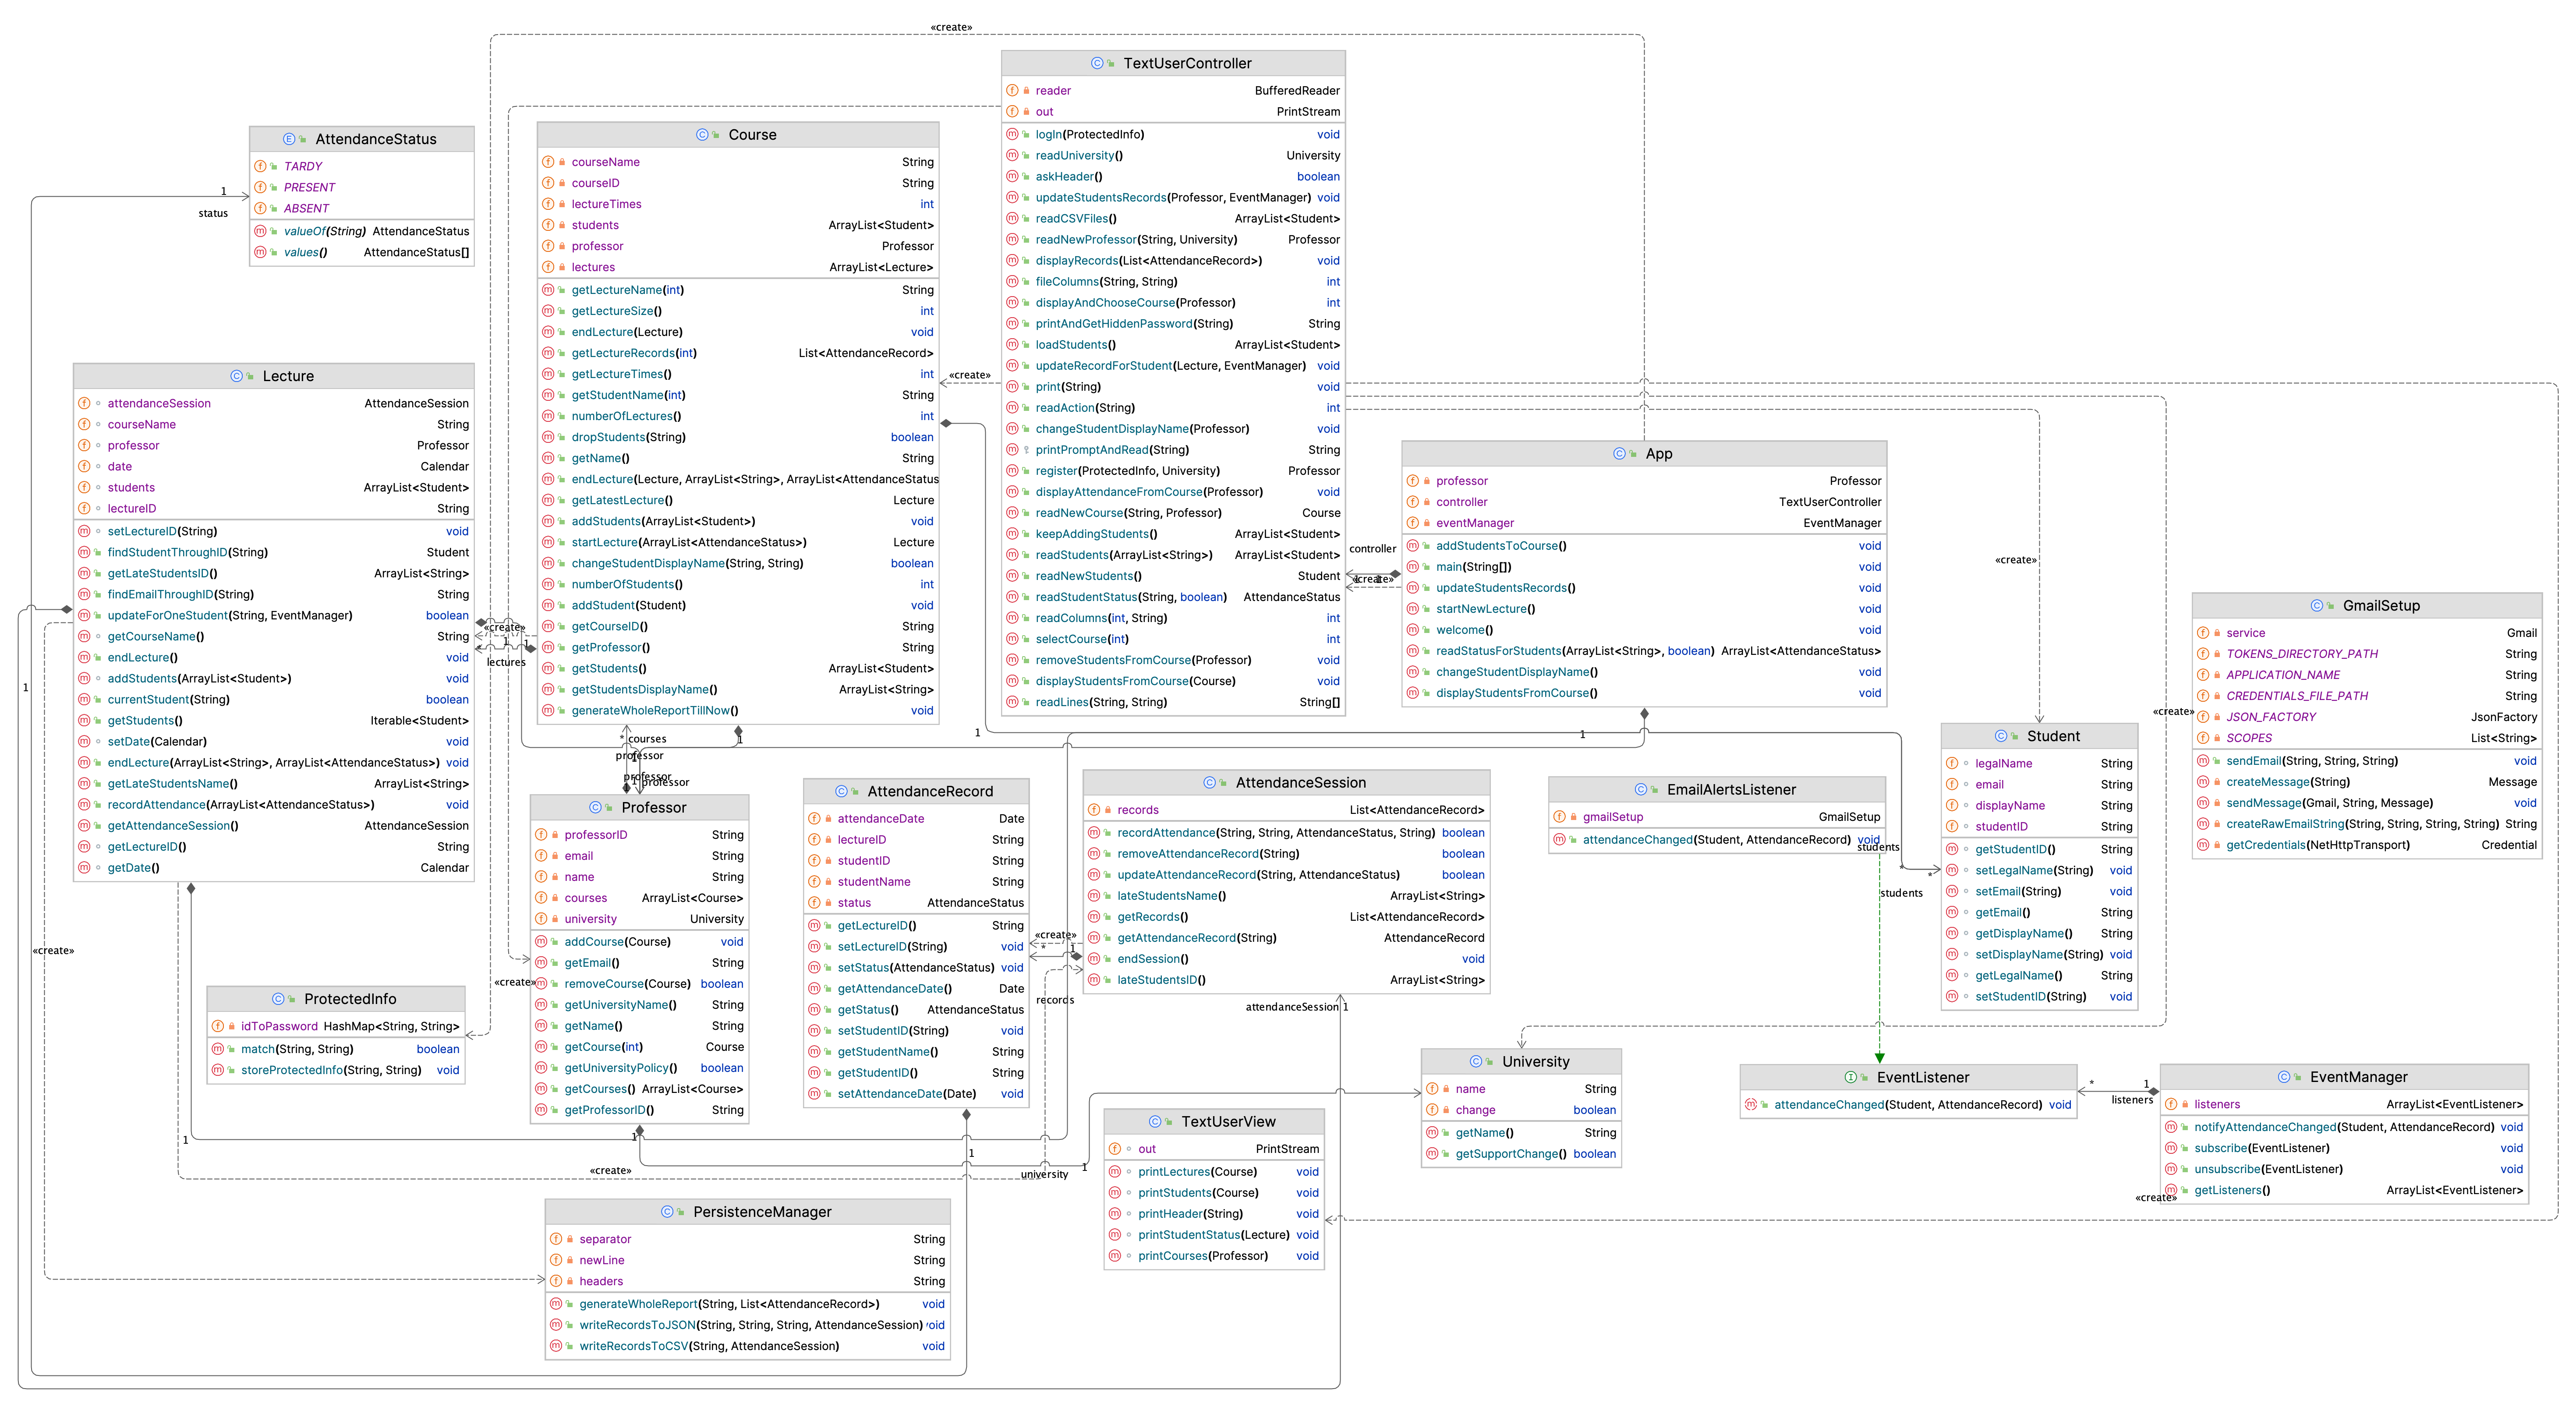 «create»
TextUserController
reader BufferedReader
out PrintStream
logIn(ProtectedInfo) void
readUniversity() University
askHeader() boolean
updateStudentsRecords(Professor, EventManager) void
readCSVFiles() ArrayList<Student>
readNewProfessor(String, University) Professor
displayRecords(List<AttendanceRecord>) void
fileColumns(String, String) int
displayAndChooseCourse(Professor) int
printAndGetHiddenPassword(String) String
loadStudents() ArrayList<Student>
updateRecordForStudent(Lecture, EventManager) void
print(String) void
readAction(String) int
changeStudentDisplayName(Professor) void
printPromptAndRead(String) String
register(ProtectedInfo, University) Professor
displayAttendanceFromCourse(Professor) void
readNewCourse(String, Professor) Course
keepAddingStudents() ArrayList<Student>
readStudents(ArrayList<String>) ArrayList<Student>
readNewStudents() Student
readStudentStatus(String, boolean) AttendanceStatus
readColumns(int, String) int
selectCourse(int) int
removeStudentsFromCourse(Professor) void
displayStudentsFromCourse(Course) void
readLines(String, String) String[]
AttendanceStatus
TARDY
PRESENT
ABSENT
valueOf(String) AttendanceStatus
values() AttendanceStatus[]
1
status
Course
courseName String
courseID String
lectureTimes int
students ArrayList<Student>
professor Professor
lectures ArrayList<Lecture>
getLectureName(int) String
getLectureSize() int
endLecture(Lecture) void
getLectureRecords(int) List<AttendanceRecord>
getLectureTimes() int
getStudentName(int) String
numberOfLectures() int
dropStudents(String) boolean
getName() String
endLecture(Lecture, ArrayList<String>, ArrayList<AttendanceStatus
getLatestLecture() Lecture
addStudents(ArrayList<Student>) void
startLecture(ArrayList<AttendanceStatus>) Lecture
changeStudentDisplayName(String, String) boolean
numberOfStudents() int
addStudent(Student) void
getCourseID() String
getProfessor() String
getStudents() ArrayList<Student>
getStudentsDisplayName() ArrayList<String>
generateWholeReportTillNow() void
«create»
Lecture
attendanceSession AttendanceSession
courseName String
professor Professor
date Calendar
students ArrayList<Student>
lectureID String
setLectureID(String) void
findStudentThroughID(String) Student
getLateStudentsID() ArrayList<String>
findEmailThroughID(String) String
updateForOneStudent(String, EventManager) boolean
getCourseName() String
endLecture() void
addStudents(ArrayList<Student>) void
currentStudent(String) boolean
getStudents() Iterable<Student>
setDate(Calendar) void
endLecture(ArrayList<String>, ArrayList<AttendanceStatus>) void
getLateStudentsName() ArrayList<String>
recordAttendance(ArrayList<AttendanceStatus>) void
getAttendanceSession() AttendanceSession
getLectureID() String
getDate() Calendar
«create»
1
1
lectures
1
App
professor Professor
controller TextUserController
eventManager EventManager
addStudentsToCourse() void
main(String[]) void
updateStudentsRecords() void
startNewLecture() void
welcome() void
readStatusForStudents(ArrayList<String>, boolean) ArrayList<AttendanceStatus>
changeStudentDisplayName() void
displayStudentsFromCourse() void
controller
«create»
«create»
GmailSetup
service Gmail
TOKENS_DIRECTORY_PATH String
APPLICATION_NAME String
CREDENTIALS_FILE_PATH String
JSON_FACTORY JsonFactory
SCOPES List<String>
sendEmail(String, String, String) void
createMessage(String) Message
sendMessage(Gmail, String, Message) void
createRawEmailString(String, String, String, String) String
getCredentials(NetHttpTransport) Credential
«create»
* courses
1
1
1
professor
professor
professor
Student
legalName String
email String
displayName String
studentID String
getStudentID() String
setLegalName(String) void
setEmail(String) void
getEmail() String
getDisplayName() String
setDisplayName(String) void
getLegalName() String
setStudentID(String) void
Professor
professorID String
email String
name String
courses ArrayList<Course>
university University
addCourse(Course) void
getEmail() String
removeCourse(Course) boolean
getUniversityName() String
getName() String
getCourse(int) Course
getUniversityPolicy() boolean
getCourses() ArrayList<Course>
getProfessorID() String
AttendanceRecord
attendanceDate Date
lectureID String
studentID String
studentName String
status AttendanceStatus
getLectureID() String
setLectureID(String) void
setStatus(AttendanceStatus) void
getAttendanceDate() Date
getStatus() AttendanceStatus
setStudentID(String) void
getStudentName() String
getStudentID() String
setAttendanceDate(Date) void
AttendanceSession
records List<AttendanceRecord>
recordAttendance(String, String, AttendanceStatus, String) boolean
removeAttendanceRecord(String) boolean
updateAttendanceRecord(String, AttendanceStatus) boolean
lateStudentsName() ArrayList<String>
getRecords() List<AttendanceRecord>
getAttendanceRecord(String) AttendanceRecord
endSession() void
lateStudentsID() ArrayList<String>
EmailAlertsListener
gmailSetup GmailSetup
attendanceChanged(Student, AttendanceRecord) void
students
*
*
students
«create»
* 1
records
«create»
«create»
attendanceSession 1
ProtectedInfo
idToPassword HashMap<String, String>
match(String, String) boolean
storeProtectedInfo(String, String) void
University
name String
change boolean
getName() String
getSupportChange() boolean
EventListener
attendanceChanged(Student, AttendanceRecord) void
* 1
listeners
EventManager
listeners ArrayList<EventListener>
notifyAttendanceChanged(Student, AttendanceRecord) void
subscribe(EventListener) void
unsubscribe(EventListener) void
getListeners() ArrayList<EventListener>
«create»
TextUserView
out PrintStream
printLectures(Course) void
printStudents(Course) void
printHeader(String) void
printStudentStatus(Lecture) void
printCourses(Professor) void
1
1
1
1
«create»
university
PersistenceManager
separator String
newLine String
headers String
generateWholeReport(String, List<AttendanceRecord>) void
writeRecordsToJSON(String, String, String, AttendanceSession) void
writeRecordsToCSV(String, AttendanceSession) void